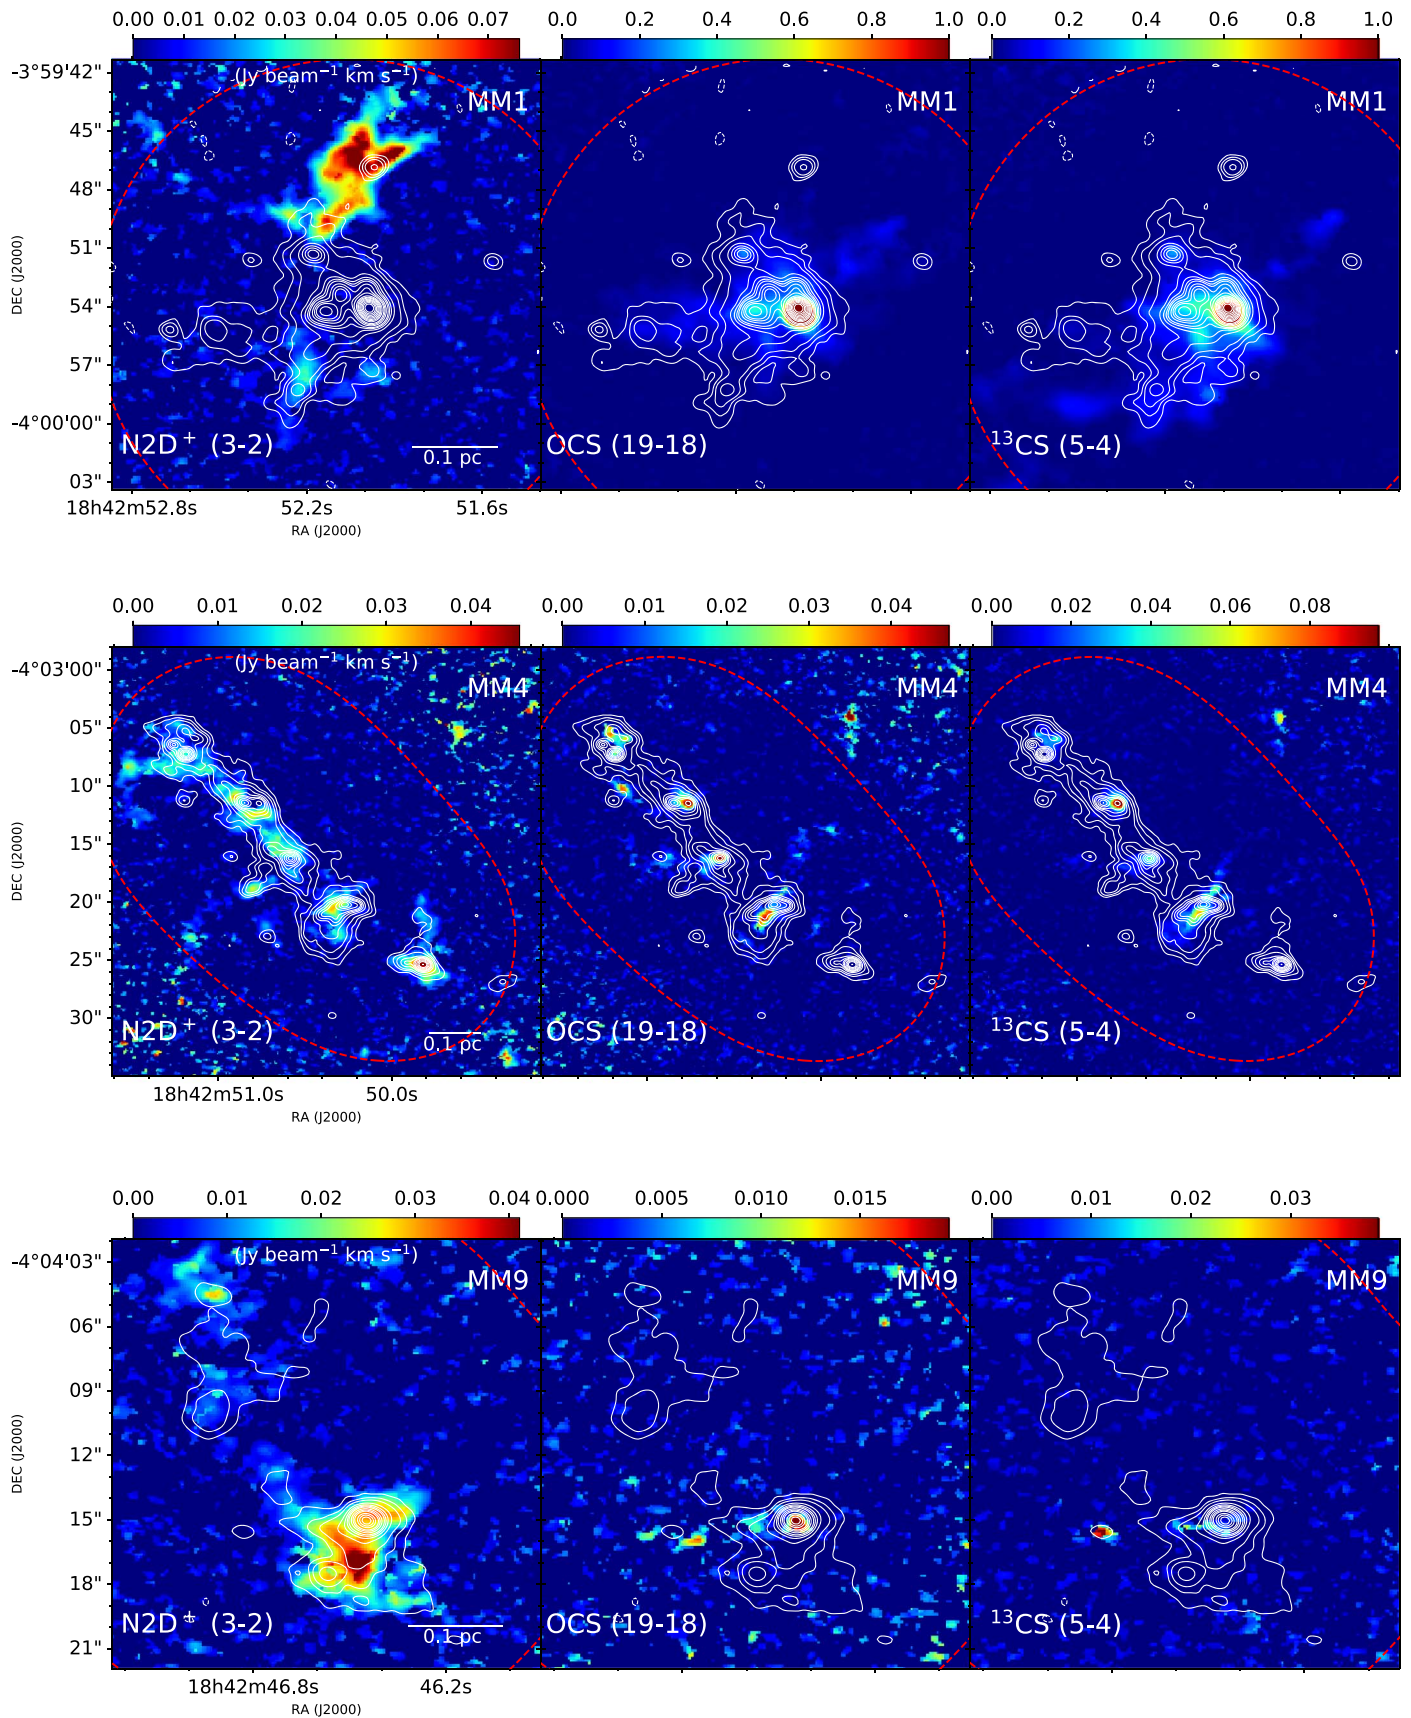 0.00 0.01 0.02 0.03 0.04 0.05 0.06 0.07 0.0 0.2 0.4 0.6 0.8 1.0 0.0 0.2 0.4 0.6 0.8 1.0
-3°59'42"
(Jy beam⁻¹ km s⁻¹)
MM1 MM1 MM1
45"
48"
51"
DEC (J2000)
54"
57"
-4°00'00"
N2D⁺ (3-2) OCS (19-18) ¹³CS (5-4)
0.1 pc
03"
18h42m52.8s 52.2s 51.6s
RA (J2000)
0.00 0.01 0.02 0.03 0.04 0.00 0.01 0.02 0.03 0.04 0.00 0.02 0.04 0.06 0.08
(Jy beam⁻¹ km s⁻¹)
-4°03'00"
MM4 MM4 MM4
05"
10"
15"
DEC (J2000)
20"
25"
30"
N2D⁺ (3-2) OCS (19-18) ¹³CS (5-4)
0.1 pc
18h42m51.0s 50.0s
RA (J2000)
0.00 0.01 0.02 0.03 0.04 0.000 0.005 0.010 0.015 0.00 0.01 0.02 0.03
(Jy beam⁻¹ km s⁻¹)
-4°04'03"
MM9 MM9 MM9
06"
09"
12"
DEC (J2000)
15"
18"
N2D⁺ (3-2) OCS (19-18) ¹³CS (5-4)
0.1 pc
21"
18h42m46.8s 46.2s
RA (J2000)